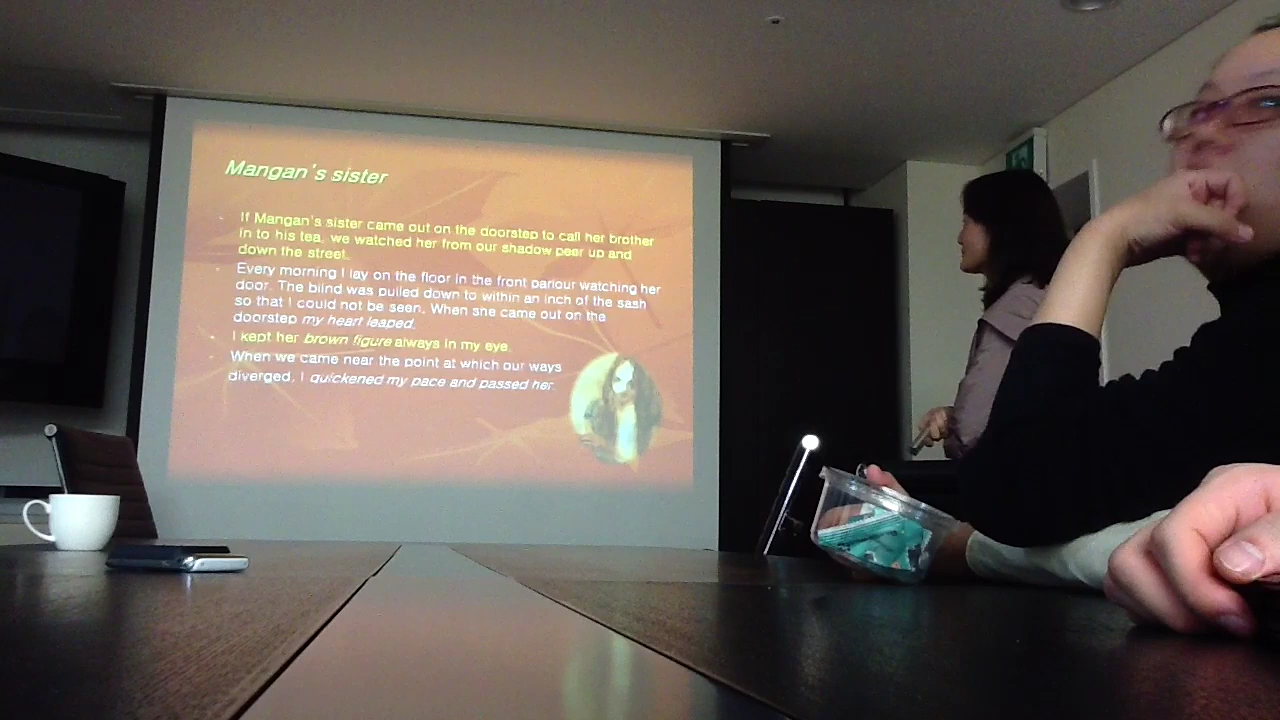 Mangan's sister
If Mangan's sister came out on the doorstep to call her brother
in to his tea, we watched her from our shadow peer up and
down the street.
Every morning I lay on the floor in the front parlour watching her
door. The blind was pulled down to within an inch of the sash
so that I could not be seen. When she came out on the
doorstep my heart leaped.
I kept her brown figure always in my eye.
When we came near the point at which our ways
diverged, I quickened my pace and passed her.